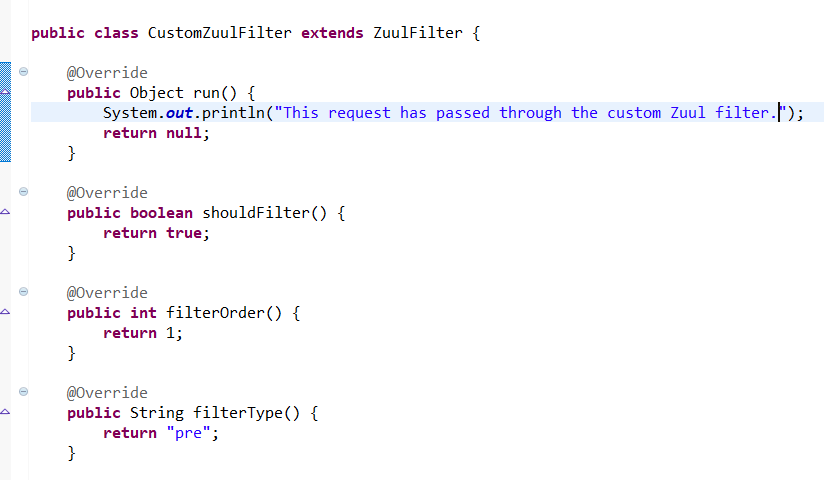 public class CustomZuulFilter extends ZuulFilter {
@Override
public Object run() {
System.out.println("This request has passed through the custom Zuul filter.");
return null;
}
@Override
public boolean shouldFilter() {
return true;
}
@Override
public int filterOrder() {
return 1;
}
@Override
public String filterType() {
return "pre";
}